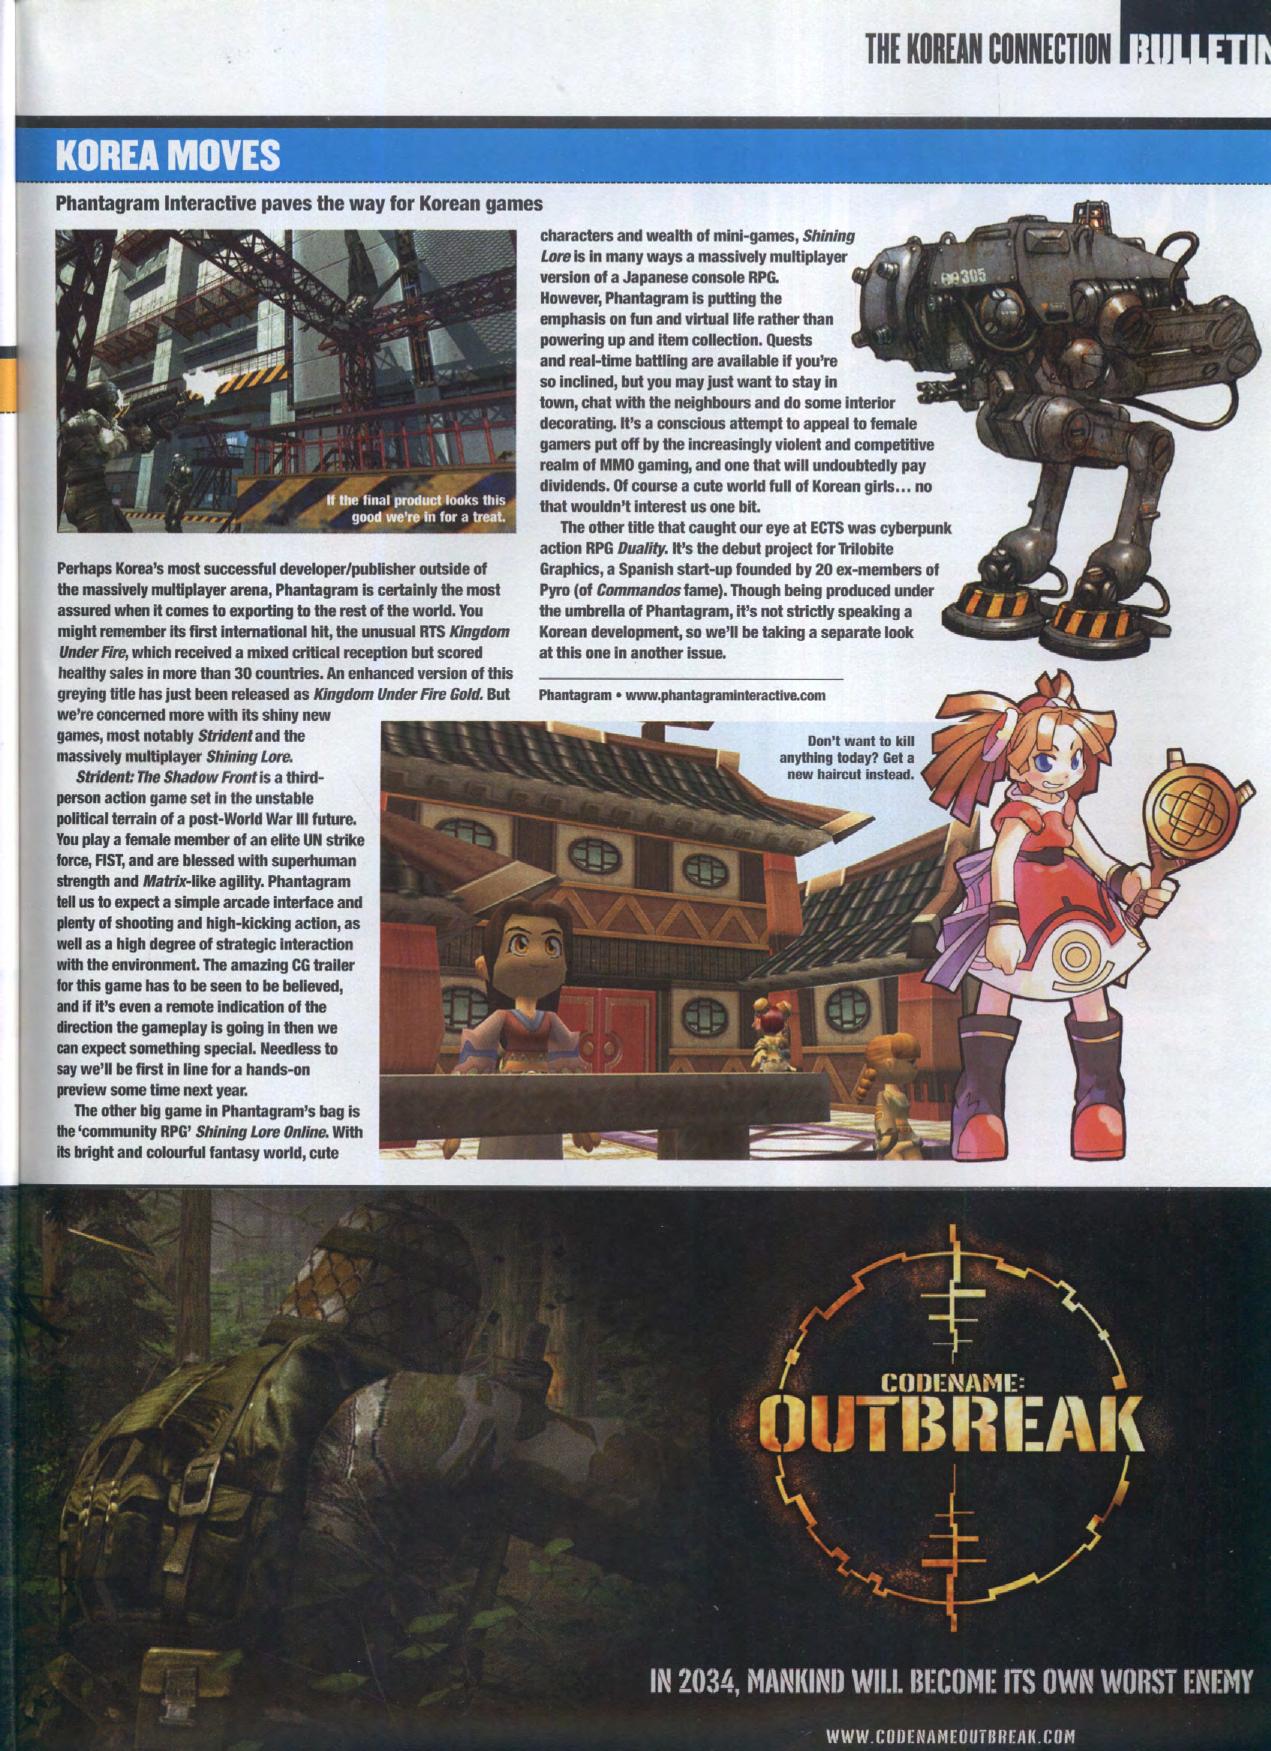 THE KOREAN CONNECTION BULLETIN
KOREA MOVES
Phantagram Interactive paves the way for Korean games
If the final product looks this
good we're in for a treat.
Perhaps Korea's most successful developer/publisher outside of
the massively multiplayer arena, Phantagram is certainly the most
assured when it comes to exporting to the rest of the world. You
might remember its first international hit, the unusual RTS Kingdom
Under Fire, which received a mixed critical reception but scored
healthy sales in more than 30 countries. An enhanced version of this
greying title has just been released as Kingdom Under Fire Gold. But
we're concerned more with its shiny new
games, most notably Strident and the
massively multiplayer Shining Lore.
Strident: The Shadow Front is a third-
person action game set in the unstable
political terrain of a post-World War III future.
You play a female member of an elite UN strike
force, FIST, and are blessed with superhuman
strength and Matrix-like agility. Phantagram
tell us to expect a simple arcade interface and
plenty of shooting and high-kicking action, as
well as a high degree of strategic interaction
with the environment. The amazing CG trailer
for this game has to be seen to be believed,
and if it's even a remote indication of the
direction the gameplay is going in then we
can expect something special. Needless to
say we'll be first in line for a hands-on
preview some time next year.
The other big game in Phantagram's bag is
the 'community RPG' Shining Lore Online. With
its bright and colourful fantasy world, cute
characters and wealth of mini-games, Shining
Lore is in many ways a massively multiplayer
version of a Japanese console RPG.
However, Phantagram is putting the
emphasis on fun and virtual life rather than
powering up and item collection. Quests
and real-time battling are available if you're
so inclined, but you may just want to stay in
town, chat with the neighbours and do some interior
decorating. It's a conscious attempt to appeal to female
gamers put off by the increasingly violent and competitive
realm of MMO gaming, and one that will undoubtedly pay
dividends. Of course a cute world full of Korean girls... no
that wouldn't interest us one bit.
The other title that caught our eye at ECTS was cyberpunk
action RPG Duality. It's the debut project for Trilobite
Graphics, a Spanish start-up founded by 20 ex-members of
Pyro (of Commandos fame). Though being produced under
the umbrella of Phantagram, it's not strictly speaking a
Korean development, so we'll be taking a separate look
at this one in another issue.
Phantagram • www.phantagraminteractive.com
Don't want to kill
anything today? Get a
new haircut instead.
CODENAME:
OUTBREAK
IN 2034, MANKIND WILL BECOME ITS OWN WORST ENEMY
WWW.CODENAMEOUTBREAK.COM